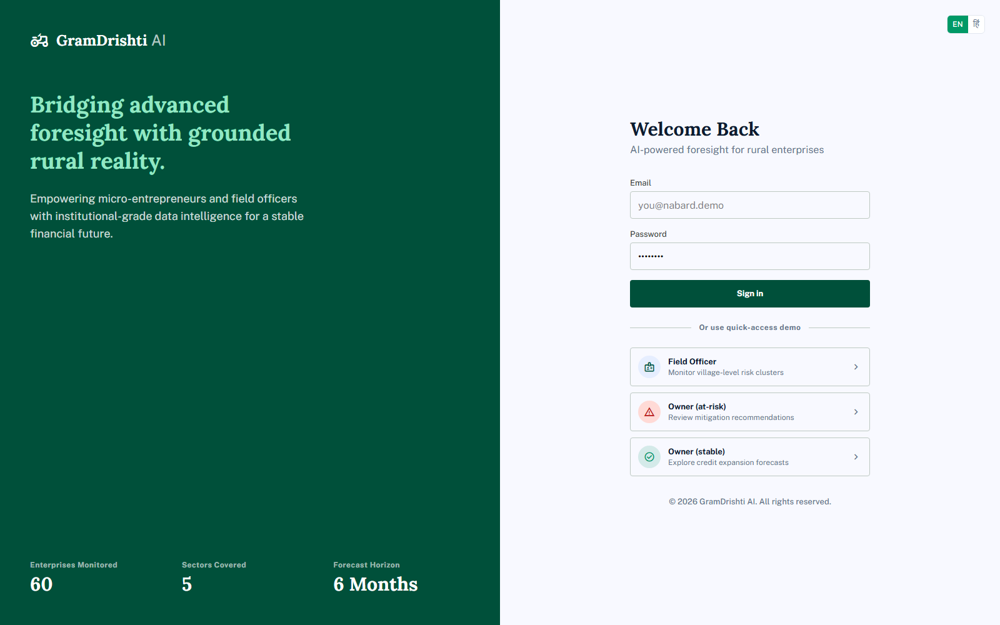 GramDrishti AI
Bridging advanced
foresight with grounded
rural reality.
Empowering micro-entrepreneurs and field officers
with institutional-grade data intelligence for a stable
financial future.
Enterprises Monitored
60
Sectors Covered
5
Forecast Horizon
6 Months
EN
हिं
Welcome Back
AI-powered foresight for rural enterprises
Email
you@nabard.demo
Password
••••••••
Sign in
Or use quick-access demo
Field Officer
Monitor village-level risk clusters
Owner (at-risk)
Review mitigation recommendations
Owner (stable)
Explore credit expansion forecasts
© 2026 GramDrishti AI. All rights reserved.